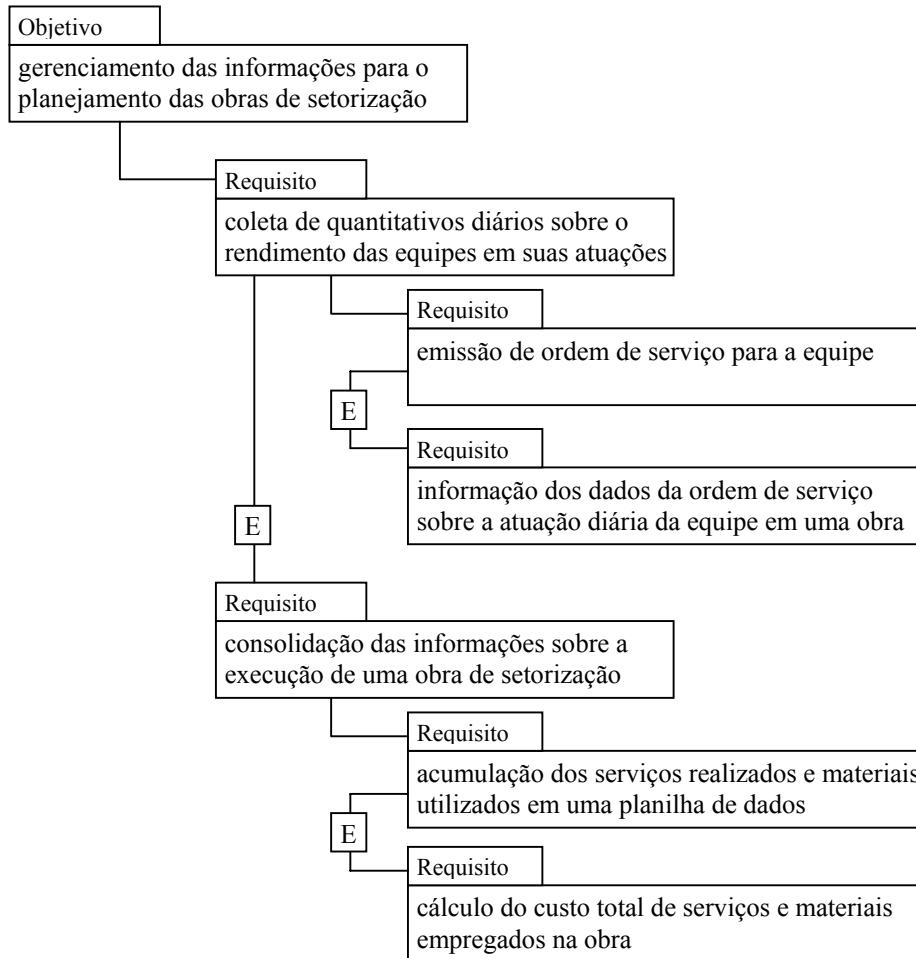 Objetivo
gerenciamento das informações para o
planejamento das obras de setorização
Requisito
coleta de quantitativos diários sobre o
rendimento das equipes em suas atuações
Requisito
emissão de ordem de serviço para a equipe
E
Requisito
informação dos dados da ordem de serviço
sobre a atuação diária da equipe em uma obra
E
Requisito
consolidação das informações sobre a
execução de uma obra de setorização
Requisito
acumulação dos serviços realizados e materiais
utilizados em uma planilha de dados
E
Requisito
cálculo do custo total de serviços e materiais
empregados na obra